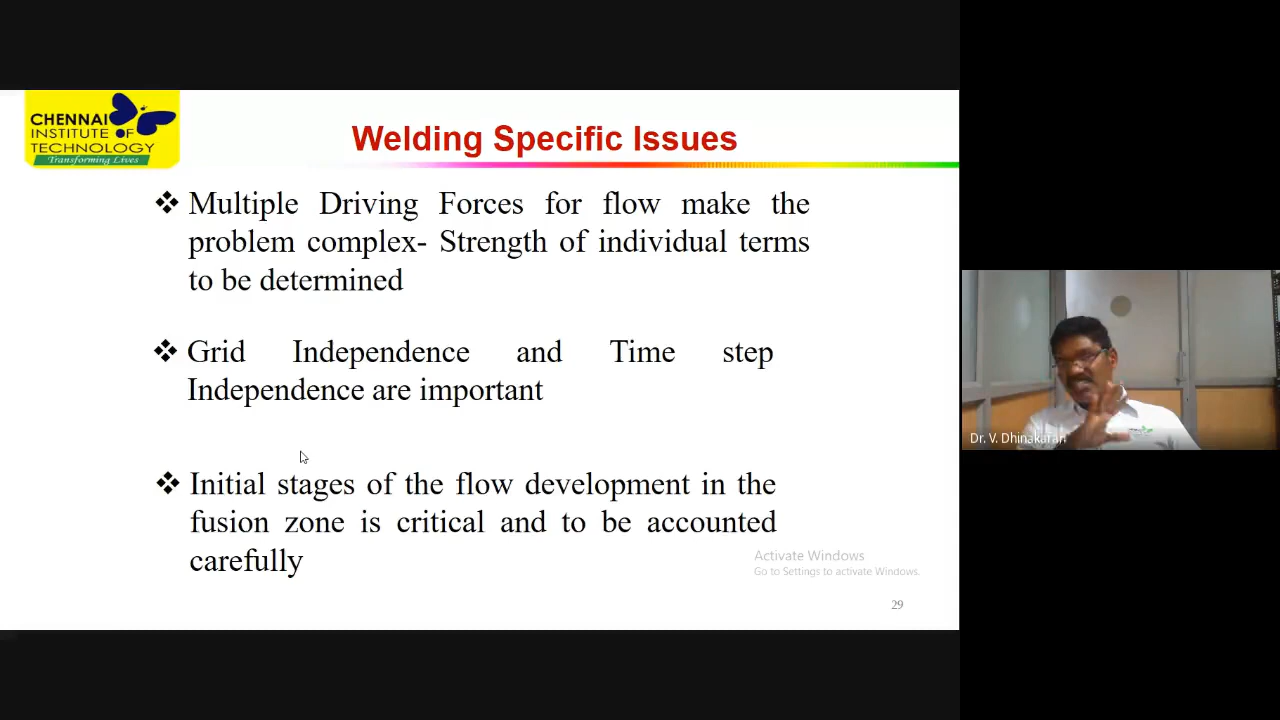 CHENNAI
INSTITUTE OF
TECHNOLOGY
Transforming Lives
Welding Specific Issues
❖ Multiple Driving Forces for flow make the
problem complex- Strength of individual terms
to be determined
❖ Grid Independence and Time step
Independence are important
❖ Initial stages of the flow development in the
fusion zone is critical and to be accounted
carefully
Activate Windows
Go to Settings to activate Windows.
29
Dr. V. Dhinakaran